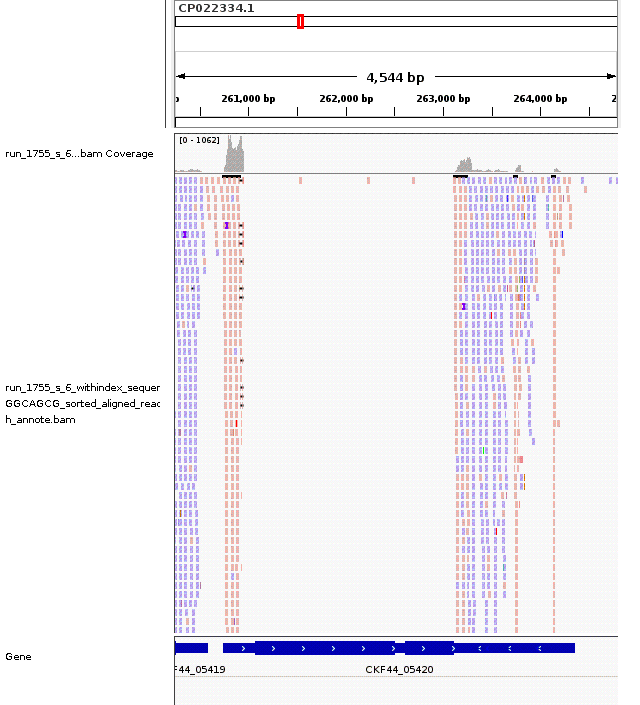 CP022334.1
4,544 bp
261,000 bp 262,000 bp 263,000 bp 264,000 bp 2
[0 - 1062]
run_1755_s_6...bam Coverage
run_1755_s_6_withindex_sequer
GGCAGCG_sorted_aligned_reac
h_annote.bam
Gene
F44_05419 CKF44_05420